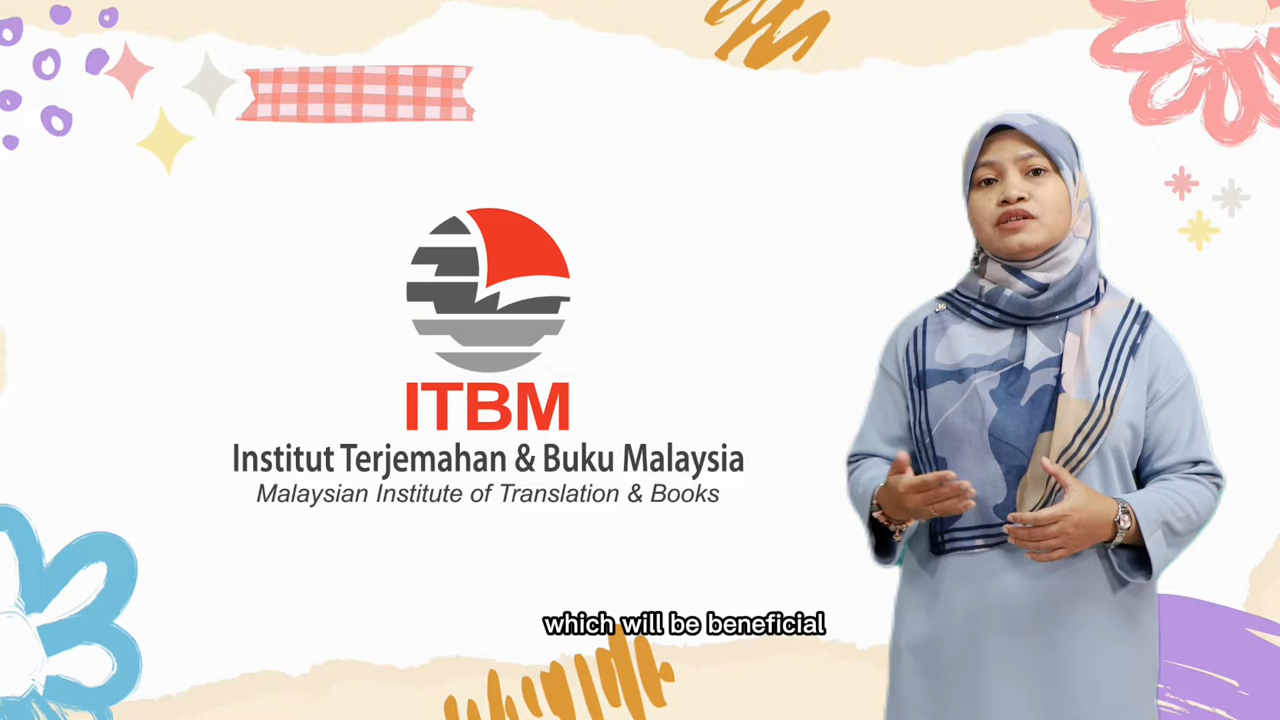 ITBM
Institut Terjemahan & Buku Malaysia
Malaysian Institute of Translation & Books
which will be beneficial